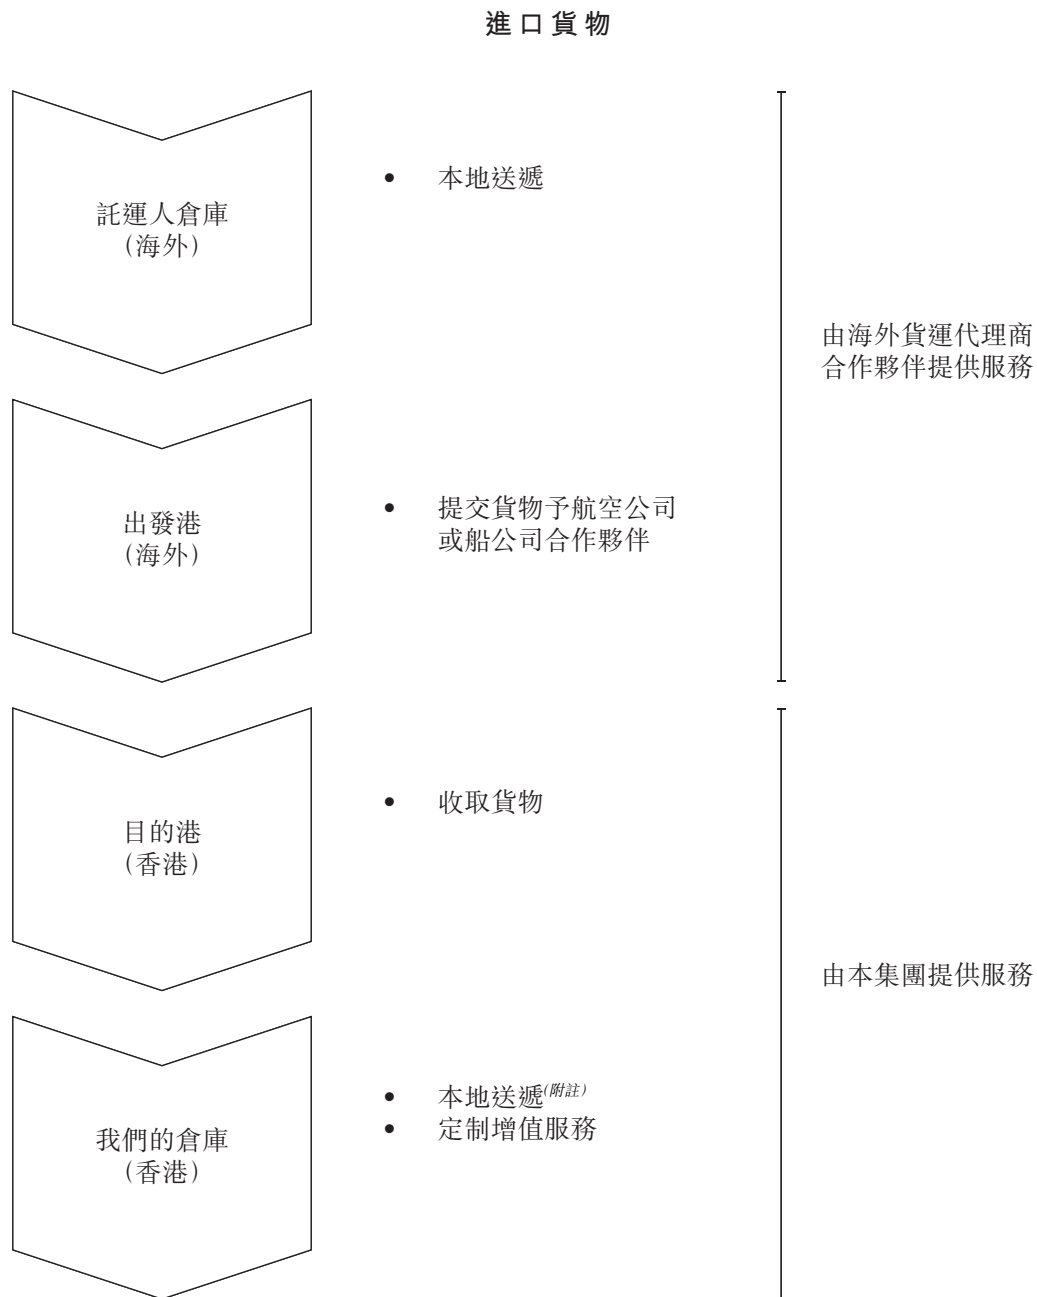 進口貨物
託運人倉庫
(海外)
• 本地送遞
由海外貨運代理商
合作夥伴提供服務
出發港
(海外)
• 提交貨物予航空公司
或船公司合作夥伴
目的港
(香港)
• 收取貨物
由本集團提供服務
我們的倉庫
(香港)
• 本地送遞(附註)
• 定制增值服務